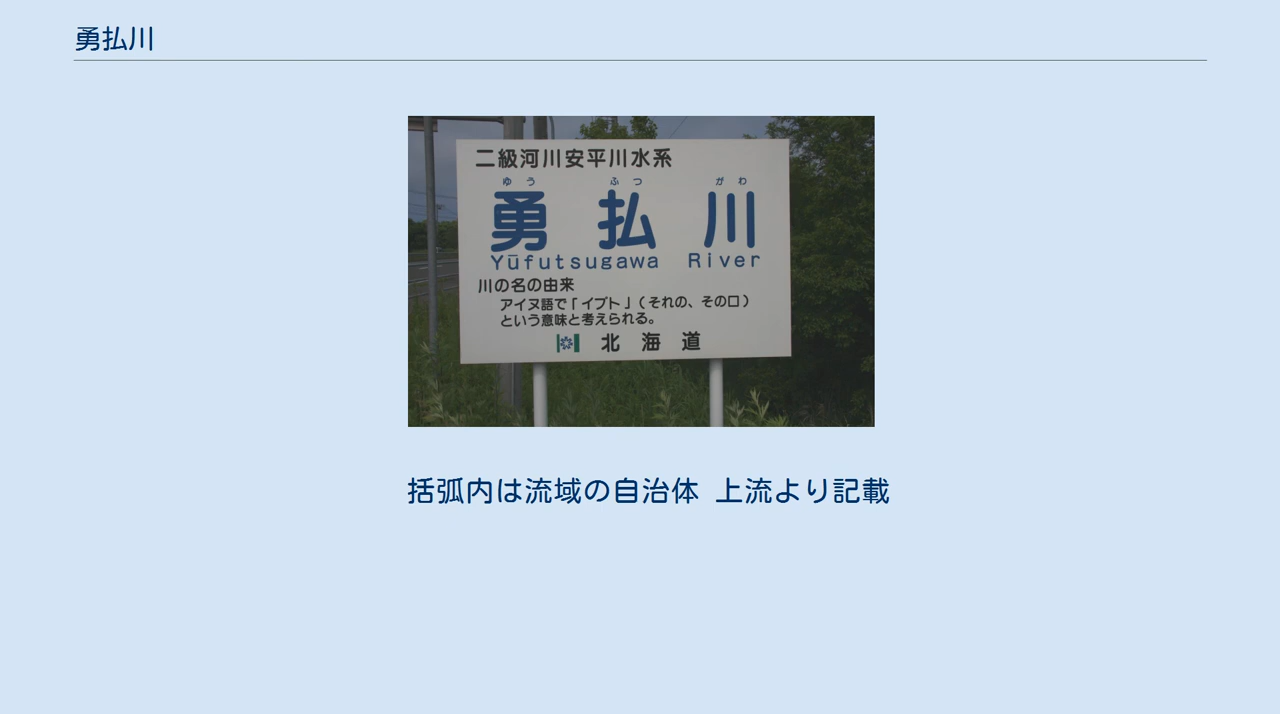 勇払川
二級河川安平川水系
ゆう ふつ がわ
勇払川
Yūfutsugawa River
川の名の由来
アイヌ語で「イプト」(それの、その口)
という意味と考えられる。
北海道
括弧内は流域の自治体 上流より記載